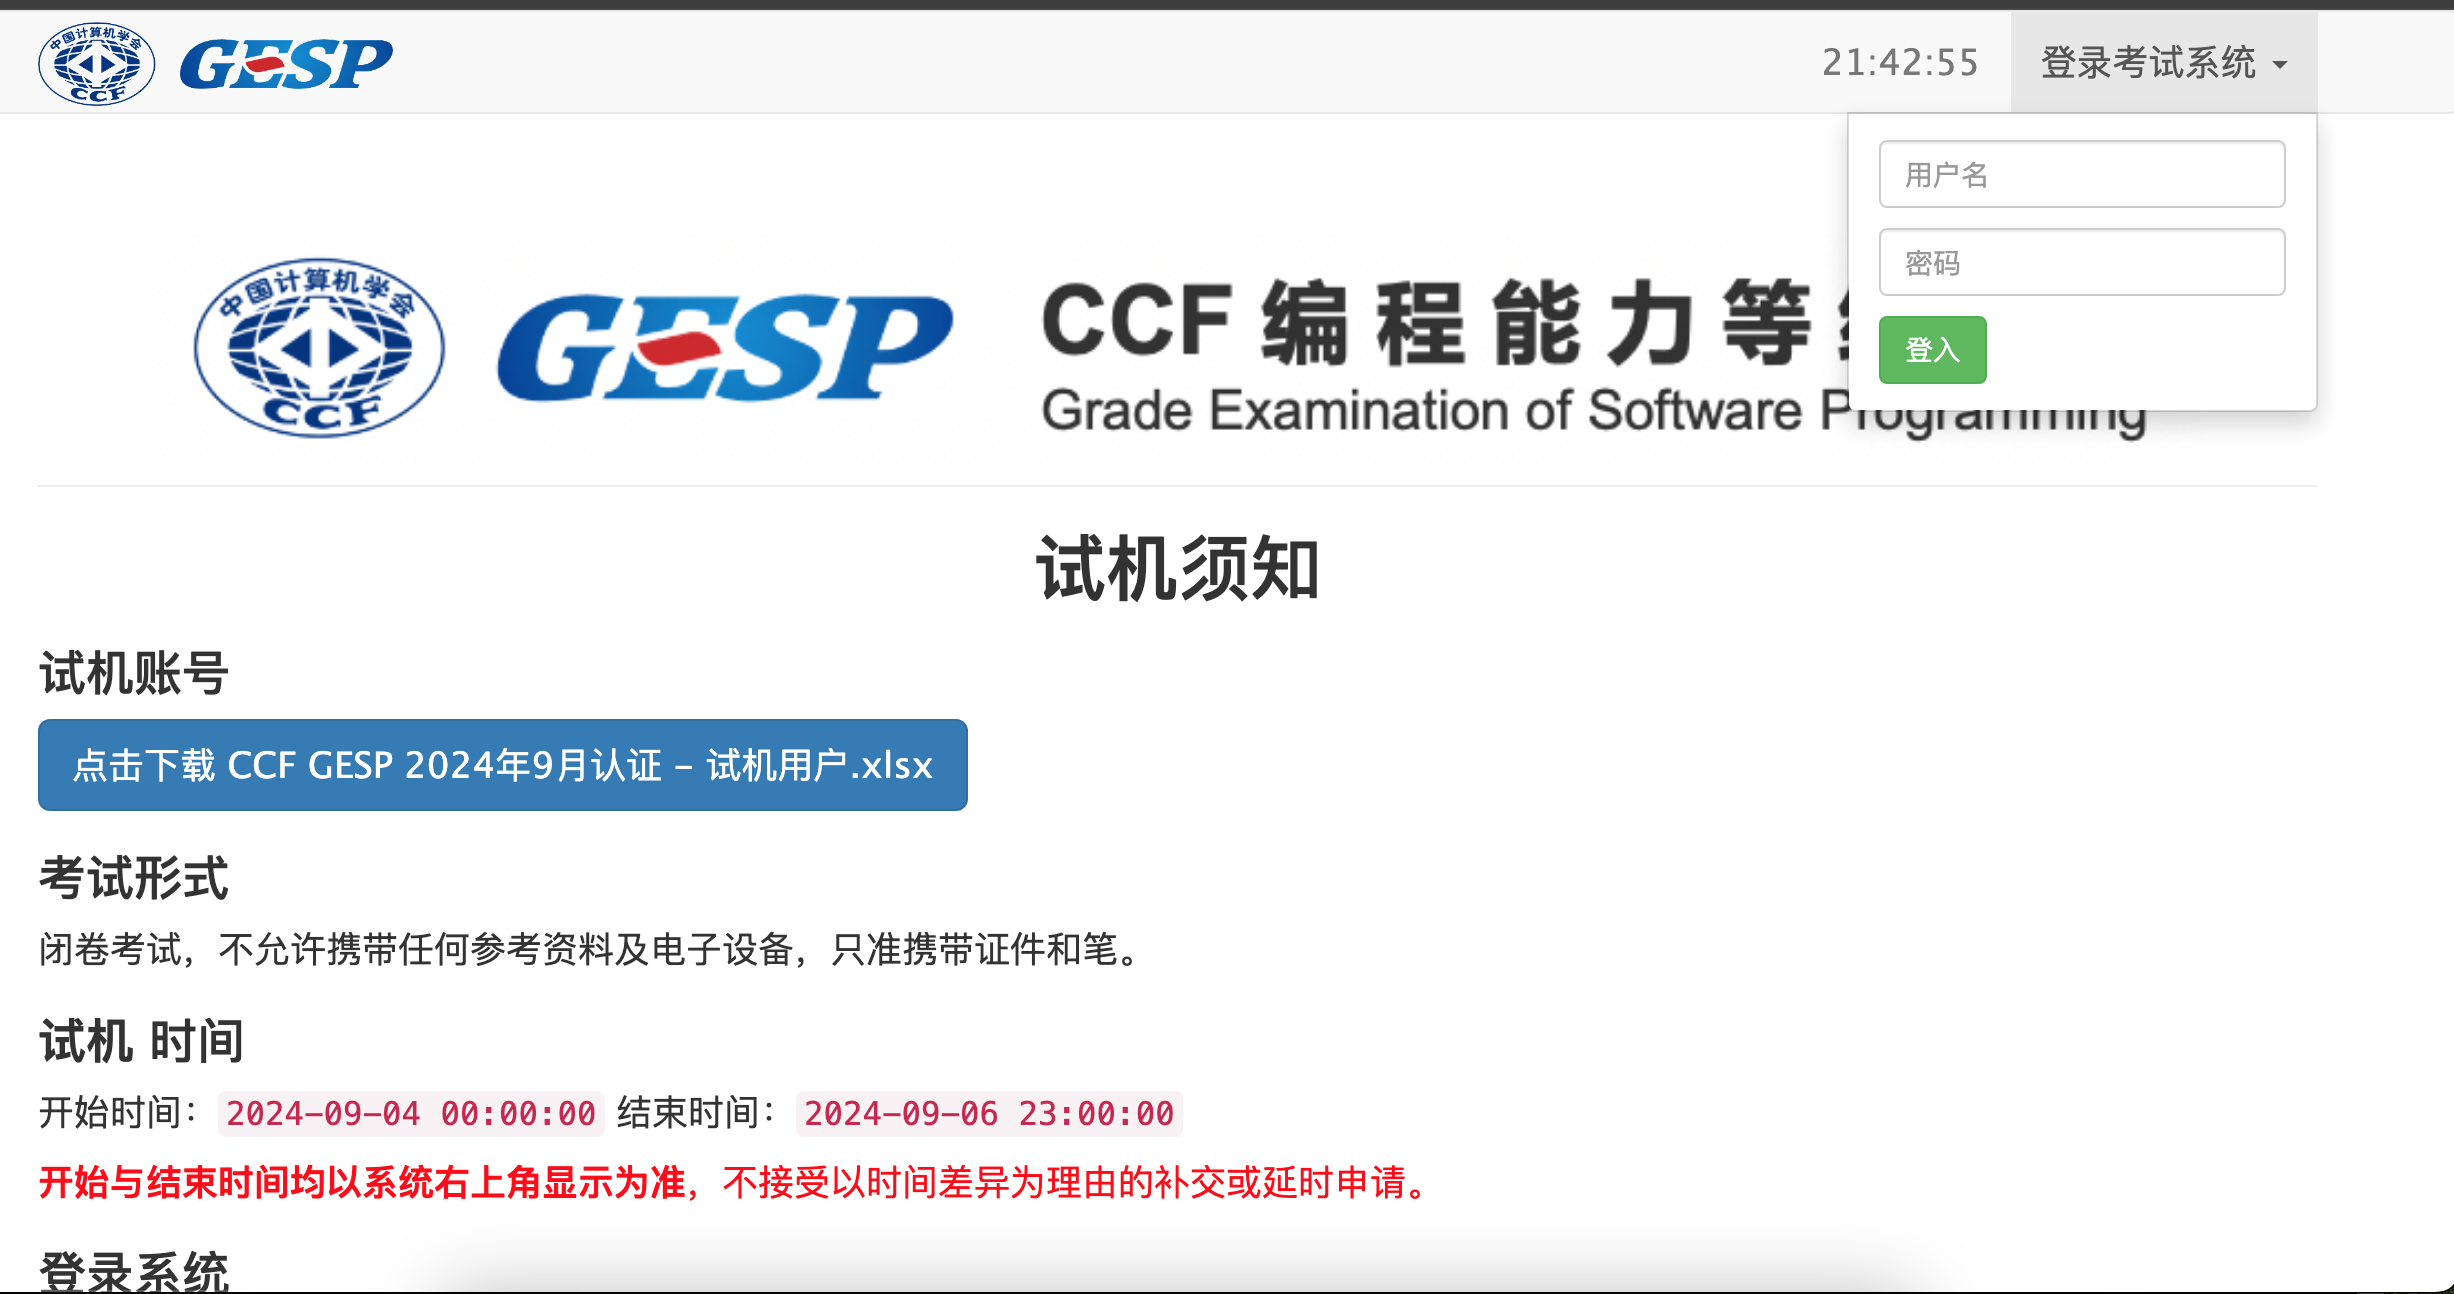 中国计算机学会
CCF
GESP
21:42:55
登录考试系统
用户名
密码
登入
中国计算机学会
CCF
GESP
CCF 编程能力等
Grade Examination of Software Programming
试机须知
试机账号
点击下载 CCF GESP 2024年9月认证 – 试机用户.xlsx
考试形式
闭卷考试，不允许携带任何参考资料及电子设备，只准携带证件和笔。
试机 时间
开始时间： 2024-09-04 00:00:00 结束时间： 2024-09-06 23:00:00
开始与结束时间均以系统右上角显示为准，不接受以时间差异为理由的补交或延时申请。
登录系统